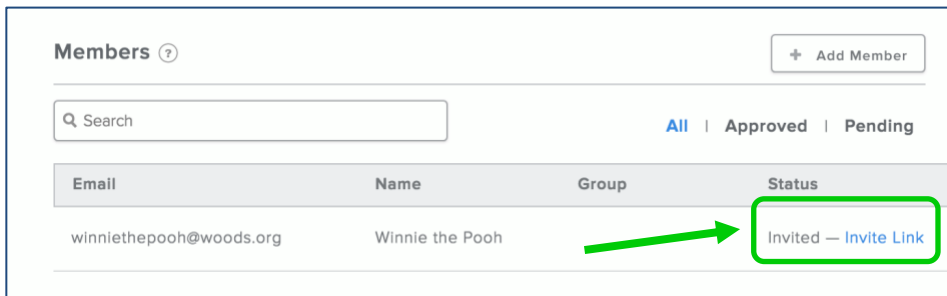 Members ?
+ Add Member
Search
All | Approved | Pending
Email Name Group Status
winniethepooh@woods.org Winnie the Pooh Invited — Invite Link